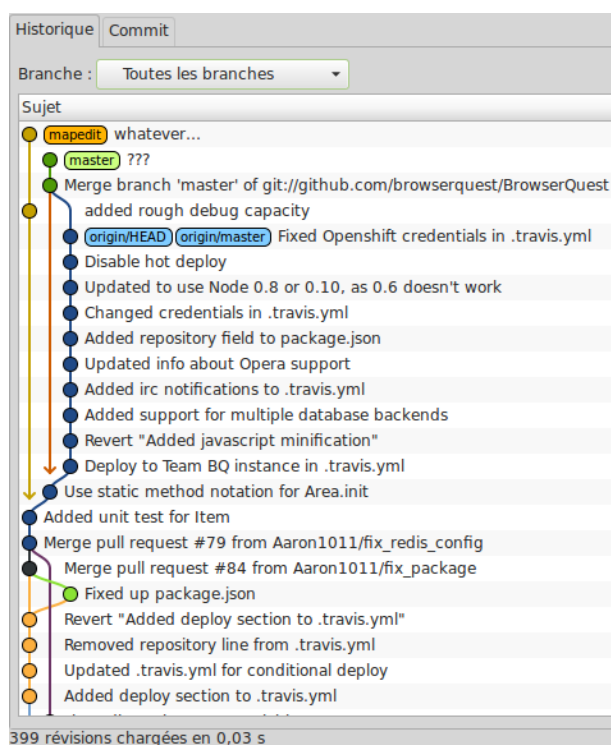 Historique Commit
Branche : Toutes les branches
Sujet
mapedit whatever...
master ???
Merge branch 'master' of git://github.com/browserquest/BrowserQuest
added rough debug capacity
origin/HEAD origin/master Fixed Openshift credentials in .travis.yml
Disable hot deploy
Updated to use Node 0.8 or 0.10, as 0.6 doesn't work
Changed credentials in .travis.yml
Added repository field to package.json
Updated info about Opera support
Added irc notifications to .travis.yml
Added support for multiple database backends
Revert "Added javascript minification"
Deploy to Team BQ instance in .travis.yml
Use static method notation for Area.init
Added unit test for Item
Merge pull request #79 from Aaron1011/fix_redis_config
Merge pull request #84 from Aaron1011/fix_package
Fixed up package.json
Revert "Added deploy section to .travis.yml"
Removed repository line from .travis.yml
Updated .travis.yml for conditional deploy
Added deploy section to .travis.yml
399 révisions chargées en 0,03 s